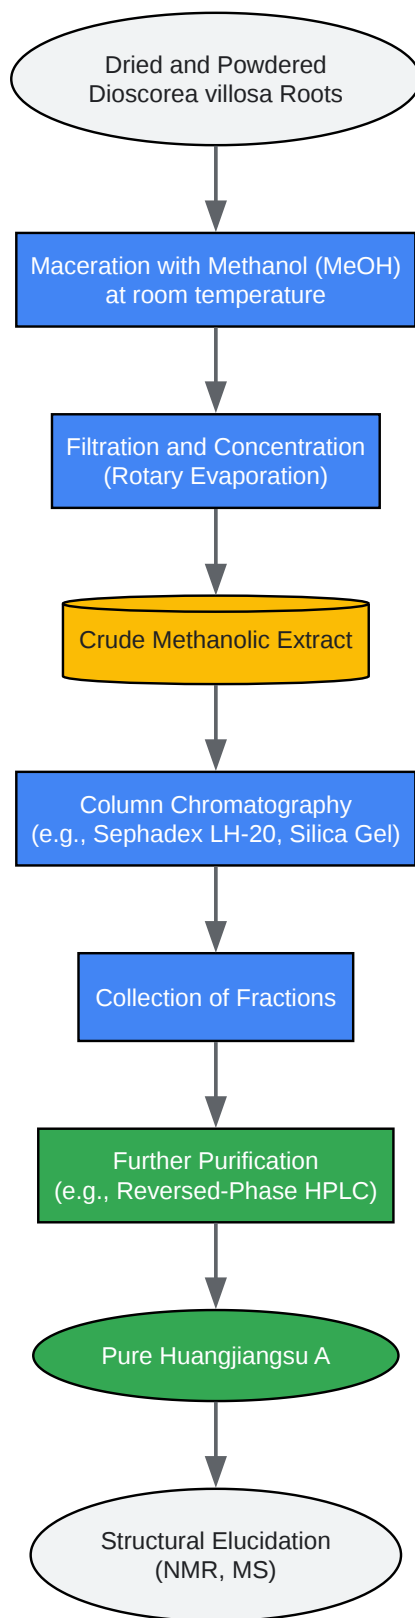 Dried and Powdered
Dioscorea villosa Roots
Maceration with Methanol (MeOH)
at room temperature
Filtration and Concentration
(Rotary Evaporation)
Crude Methanolic Extract
Column Chromatography
(e.g., Sephadex LH-20, Silica Gel)
Collection of Fractions
Further Purification
(e.g., Reversed-Phase HPLC)
Pure Huangjiangsu A
Structural Elucidation
(NMR, MS)